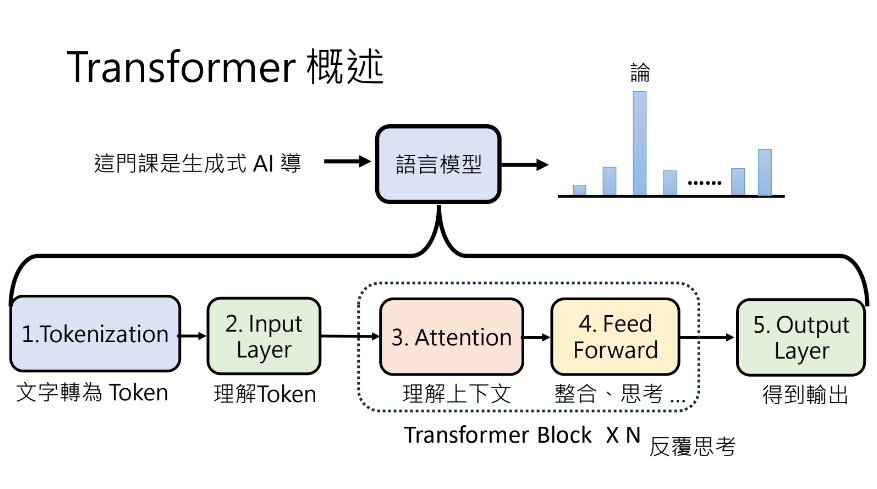 Transformer 概述
論
這門課是生成式 AI 導
語言模型
......
1.Tokenization
2. Input
Layer
3. Attention
4. Feed
Forward
5. Output
Layer
文字轉為 Token
理解Token
理解上下文
整合、思考 ...
得到輸出
Transformer Block X N
反覆思考